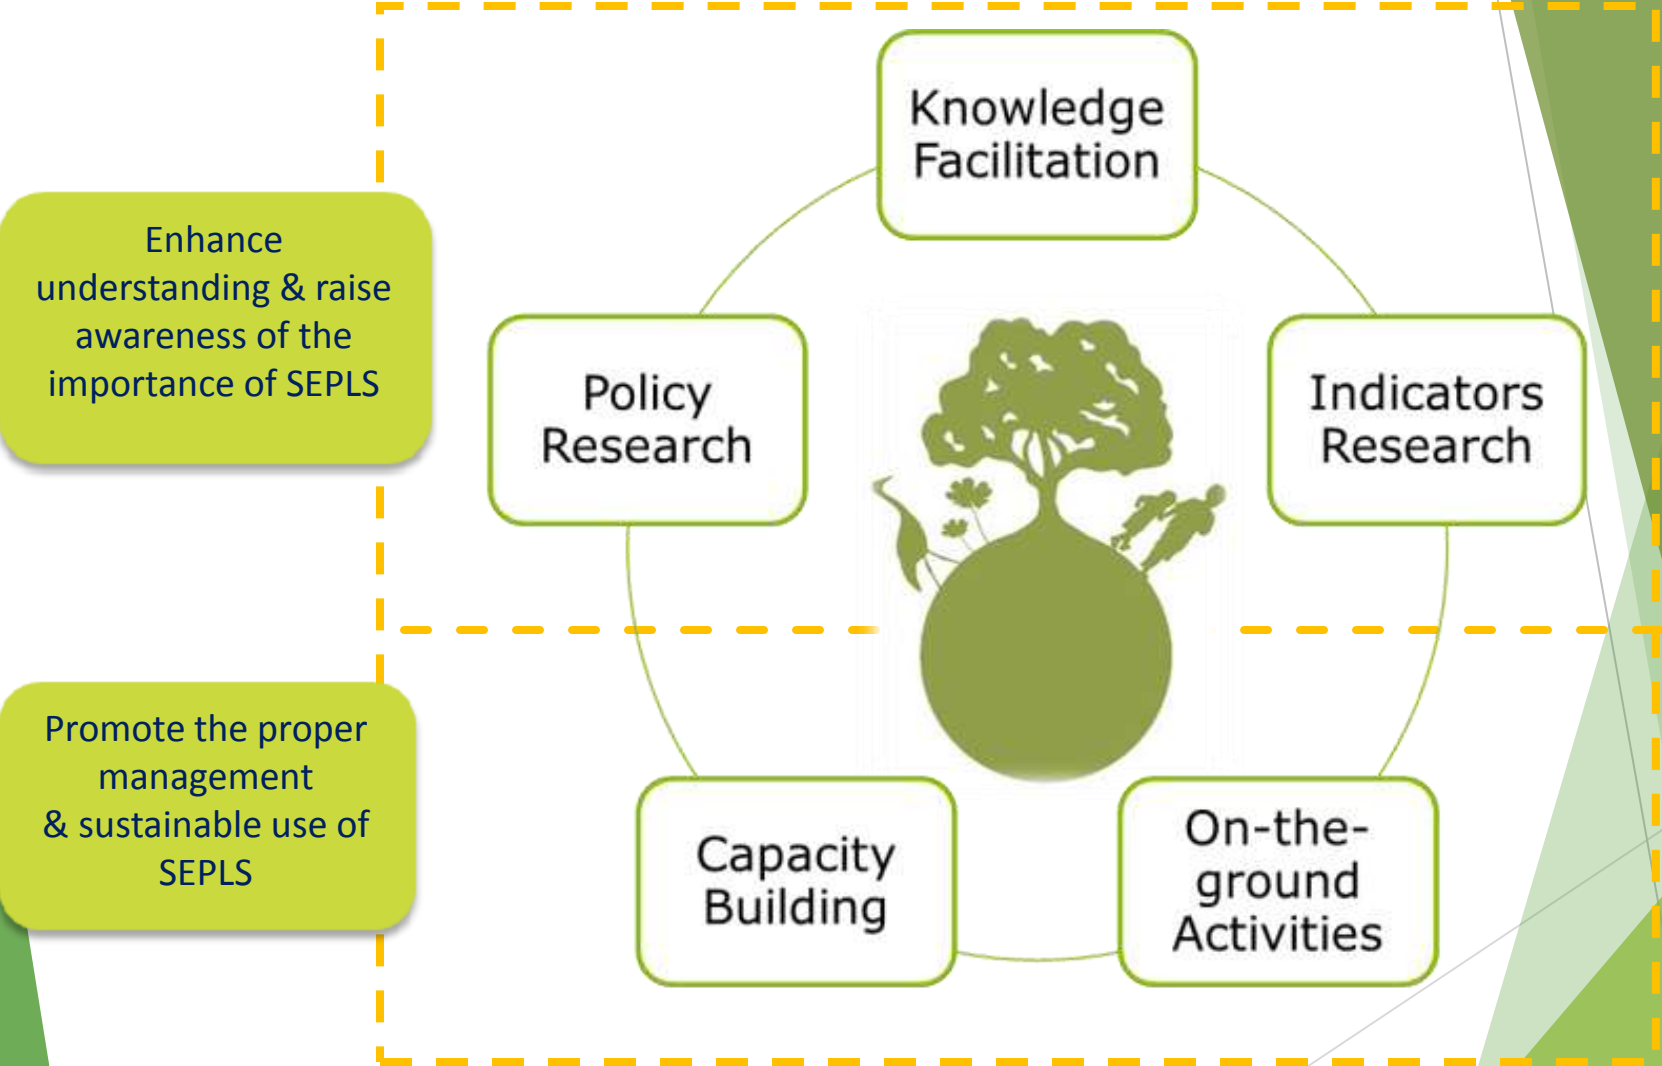 Knowledge
Facilitation
Enhance
understanding & raise
awareness of the
importance of SEPLS
Policy
Research
Indicators
Research
Promote the proper
management
& sustainable use of
SEPLS
Capacity
Building
On-the-
ground
Activities